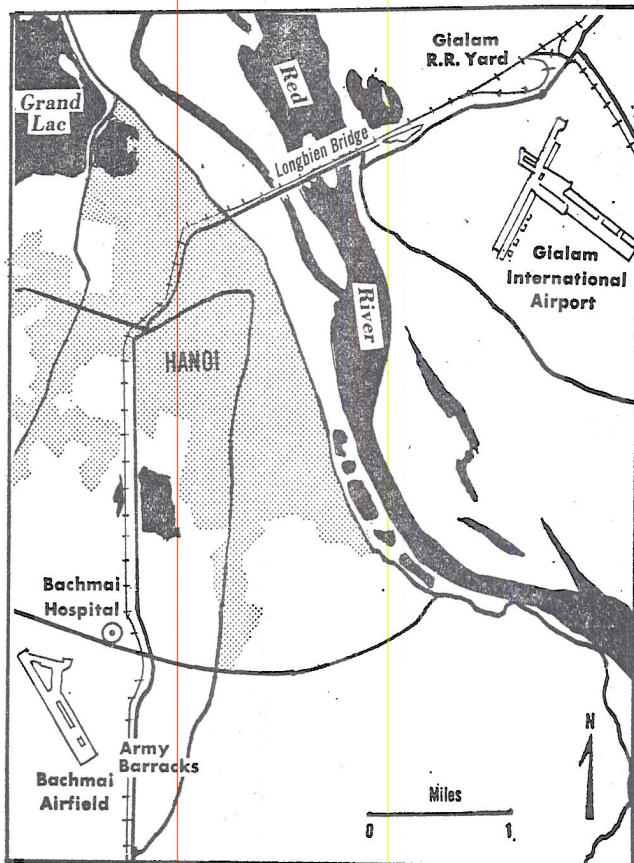 Grand
Lac
Red
River
Longbien Bridge
Gialam
R.R. Yard
Gialam
International
Airport
HANOI
Bachmai
Hospital
Army
Barracks
Bachmai
Airfield
Miles
0 1
N